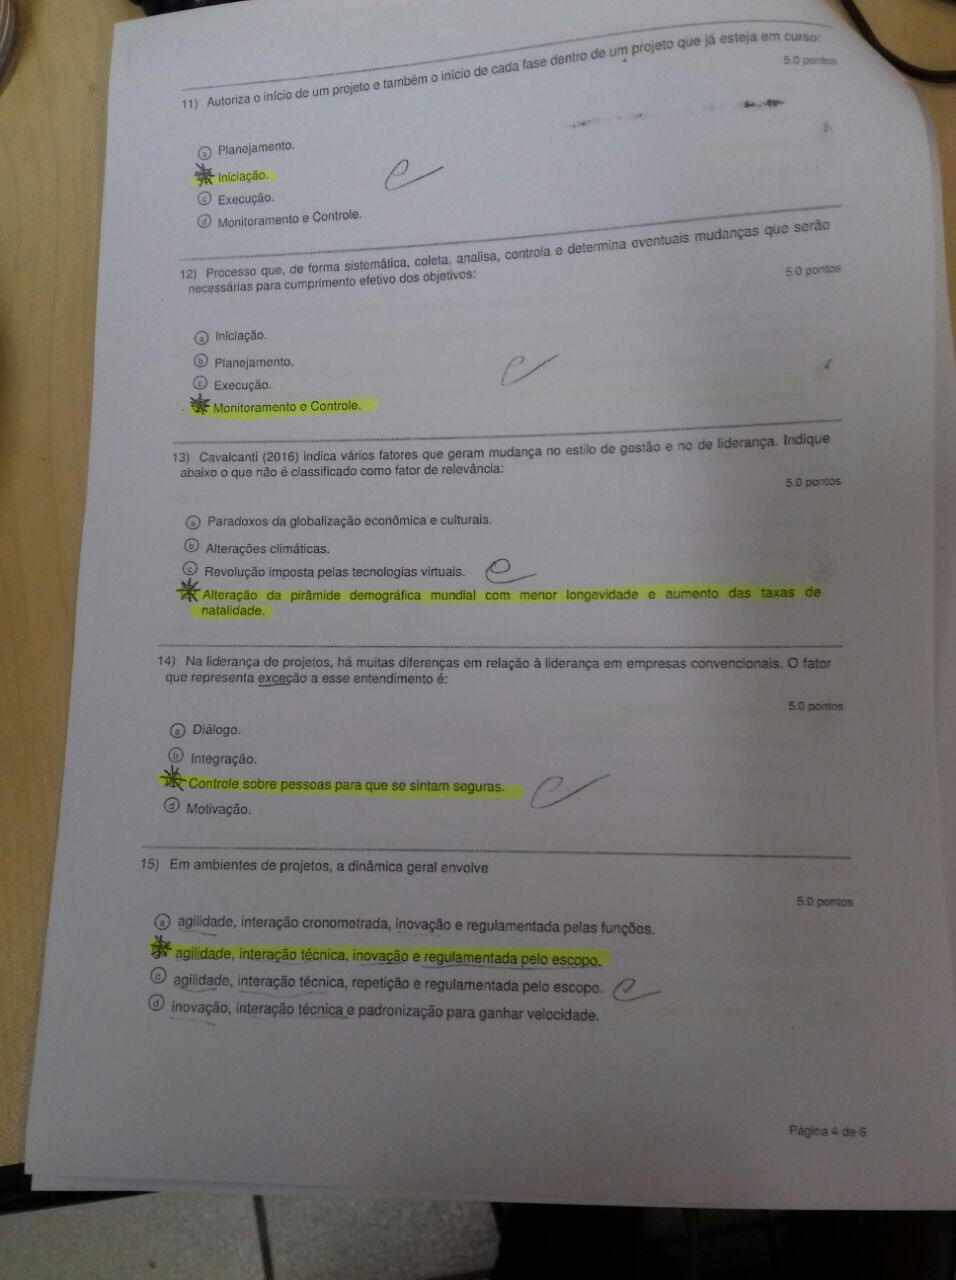 11) Autoriza o início de um projeto e também o início de cada fase dentro de um projeto que já esteja em curso:
5.0 pontos
a Planejamento.
Iniciação.
c Execução.
d Monitoramento e Controle.
12) Processo que, de forma sistemática, coleta, analisa, controla e determina eventuais mudanças que serão
necessárias para cumprimento efetivo dos objetivos:
5.0 pontos
a Iniciação.
b Planejamento.
c Execução.
Monitoramento e Controle.
13) Cavalcanti (2016) indica vários fatores que geram mudança no estilo de gestão e no de liderança. Indique
abaixo o que não é classificado como fator de relevância:
5.0 pontos
a Paradoxos da globalização econômica e culturais.
b Alterações climáticas.
c Revolução imposta pelas tecnologias virtuais.
Alteração da pirâmide demográfica mundial com menor longevidade e aumento das taxas de
natalidade.
14) Na liderança de projetos, há muitas diferenças em relação à liderança em empresas convencionais. O fator
que representa exceção a esse entendimento é:
5.0 pontos
a Diálogo.
b Integração.
Controle sobre pessoas para que se sintam seguras.
d Motivação.
15) Em ambientes de projetos, a dinâmica geral envolve
5.0 pontos
a agilidade, interação cronometrada, inovação e regulamentada pelas funções.
agilidade, interação técnica, inovação e regulamentada pelo escopo.
c agilidade, interação técnica, repetição e regulamentada pelo escopo.
d inovação, interação técnica e padronização para ganhar velocidade.
Página 4 de 6